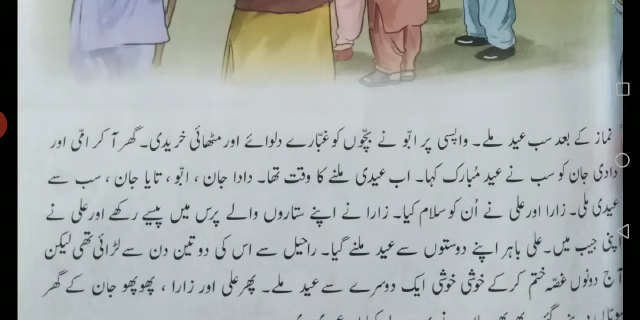 نماز کے بعد سب عید ملے۔ واپسی پر ابّو نے بچّوں کو غبّارے دلوائے اور مٹھائی خریدی۔ گھر آ کر امّی اور
دادی جان کو سب نے عید مُبارک کہا۔ اب عیدی ملنے کا وقت تھا۔ دادا جان ، ابّو ، تایا جان ، سب سے
عیدی ملی۔ زارا اور علی نے اُن کو سلام کیا۔ زارا نے اپنے ستاروں والے پرس میں پیسے رکھے اور علی نے
اپنی جیب میں۔ علی باہر اپنے دوستوں سے عید ملنے گیا۔ راحیل سے اس کی دو تین دن سے لڑائی تھی لیکن
آج دونوں غصّہ ختم کرکے خوشی خوشی ایک دوسرے سے عید ملے۔ پھر علی اور زارا ، پھوپھو جان کے گھر